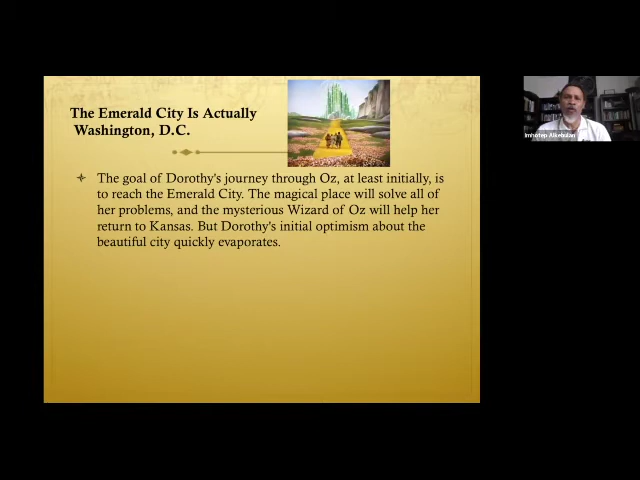 The Emerald City Is Actually
Washington, D.C.
The goal of Dorothy's journey through Oz, at least initially, is
to reach the Emerald City. The magical place will solve all of
her problems, and the mysterious Wizard of Oz will help her
return to Kansas. But Dorothy's initial optimism about the
beautiful city quickly evaporates.
Imhotep Alkebulan